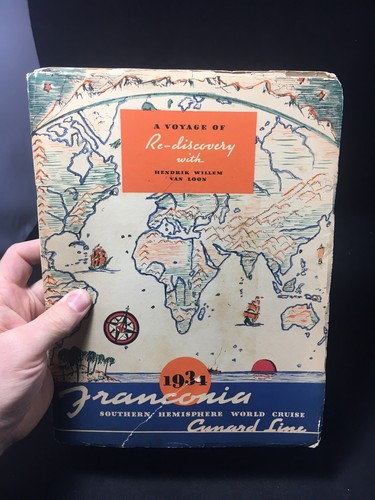 A VOYAGE OF
Re-discovery
with
HENDRIK WILLEM
VAN LOON
1934
Franconia
SOUTHERN HEMISPHERE WORLD CRUISE
Cunard Line